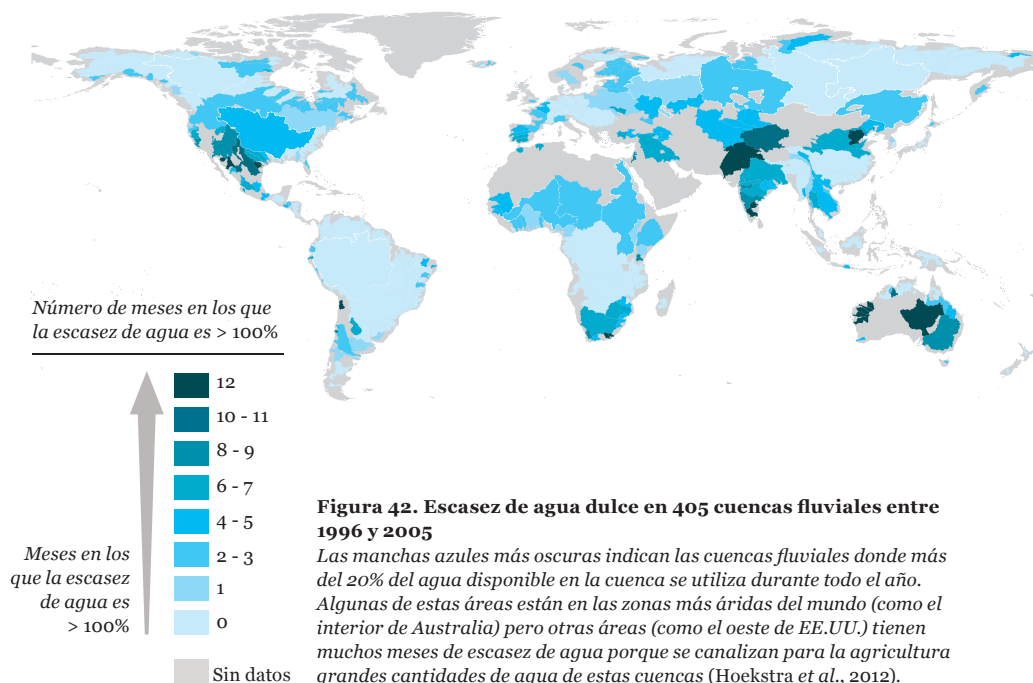 Número de meses en los que
la escasez de agua es > 100%
12
10 - 11
8 - 9
6 - 7
4 - 5
2 - 3
1
0
Sin datos
Meses en los
que la escasez
de agua es
> 100%
Figura 42. Escasez de agua dulce en 405 cuencas fluviales entre
1996 y 2005
Las manchas azules más oscuras indican las cuencas fluviales donde más
del 20% del agua disponible en la cuenca se utiliza durante todo el año.
Algunas de estas áreas están en las zonas más áridas del mundo (como el
interior de Australia) pero otras áreas (como el oeste de EE.UU.) tienen
muchos meses de escasez de agua porque se canalizan para la agricultura
grandes cantidades de agua de estas cuencas (Hoekstra et al., 2012).